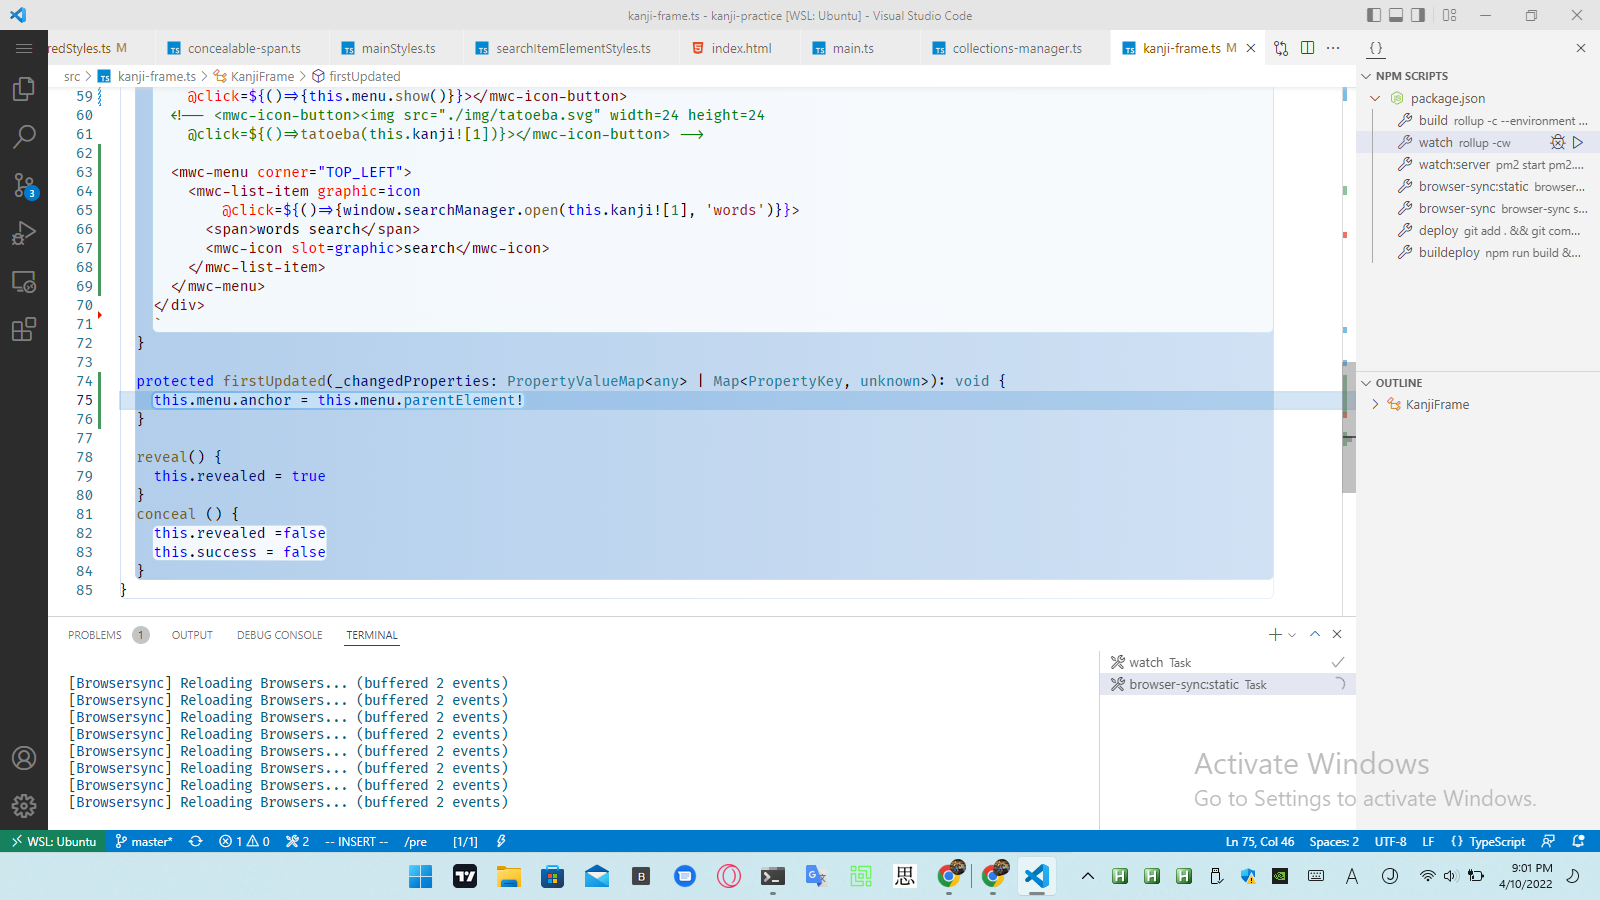 kanji-frame.ts - kanji-practice [WSL: Ubuntu] - Visual Studio Code
redStyles.ts M
concealable-span.ts
mainStyles.ts
searchItemElementStyles.ts
index.html
main.ts
collections-manager.ts
kanji-frame.ts M
src > kanji-frame.ts > KanjiFrame > firstUpdated
59 @click=${()=>{this.menu.show()}}></mwc-icon-button>
60 <!-- <mwc-icon-button><img src="./img/tatoeba.svg" width=24 height=24
61 @click=${()=>tatoeba(this.kanji![1])}></mwc-icon-button> -->
62
63 <mwc-menu corner="TOP_LEFT">
64 <mwc-list-item graphic=icon
65 @click=${()=>{window.searchManager.open(this.kanji![1], 'words')}}>
66 <span>words search</span>
67 <mwc-icon slot=graphic>search</mwc-icon>
68 </mwc-list-item>
69 </mwc-menu>
70 </div>
71 `
72 }
73
74 protected firstUpdated(_changedProperties: PropertyValueMap<any> | Map<PropertyKey, unknown>): void {
75 this.menu.anchor = this.menu.parentElement!
76 }
77
78 reveal() {
79 this.revealed = true
80 }
81 conceal () {
82 this.revealed =false
83 this.success = false
84 }
85 }
NPM SCRIPTS
package.json
build rollup -c --environment ...
watch rollup -cw
watch:server pm2 start pm2....
browser-sync:static browser...
browser-sync browser-sync s...
deploy git add . && git com...
buildeploy npm run build &...
OUTLINE
KanjiFrame
PROBLEMS 1 OUTPUT DEBUG CONSOLE TERMINAL
[Browsersync] Reloading Browsers... (buffered 2 events)
[Browsersync] Reloading Browsers... (buffered 2 events)
[Browsersync] Reloading Browsers... (buffered 2 events)
[Browsersync] Reloading Browsers... (buffered 2 events)
[Browsersync] Reloading Browsers... (buffered 2 events)
[Browsersync] Reloading Browsers... (buffered 2 events)
[Browsersync] Reloading Browsers... (buffered 2 events)
[Browsersync] Reloading Browsers... (buffered 2 events)
watch Task
browser-sync:static Task
Activate Windows
Go to Settings to activate Windows.
3
WSL: Ubuntu master* 1 0 2 -- INSERT -- /pre [1/1] Ln 75, Col 46 Spaces: 2 UTF-8 LF {} TypeScript
思
9:01 PM
4/10/2022